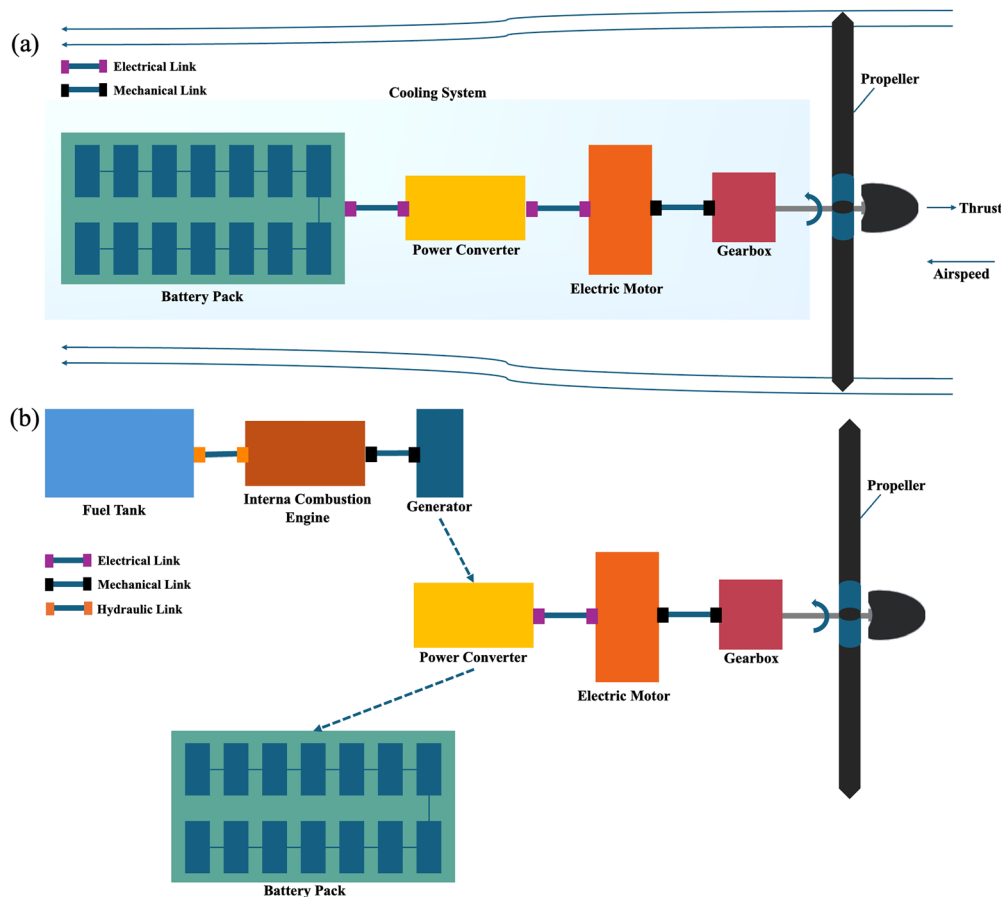 (a)
Electrical Link
Mechanical Link
Cooling System
Propeller
Thrust
Airspeed
Power Converter
Gearbox
Electric Motor
Battery Pack
(b)
Fuel Tank
Interna Combustion
Engine
Generator
Propeller
Electrical Link
Mechanical Link
Hydraulic Link
Power Converter
Gearbox
Electric Motor
Battery Pack